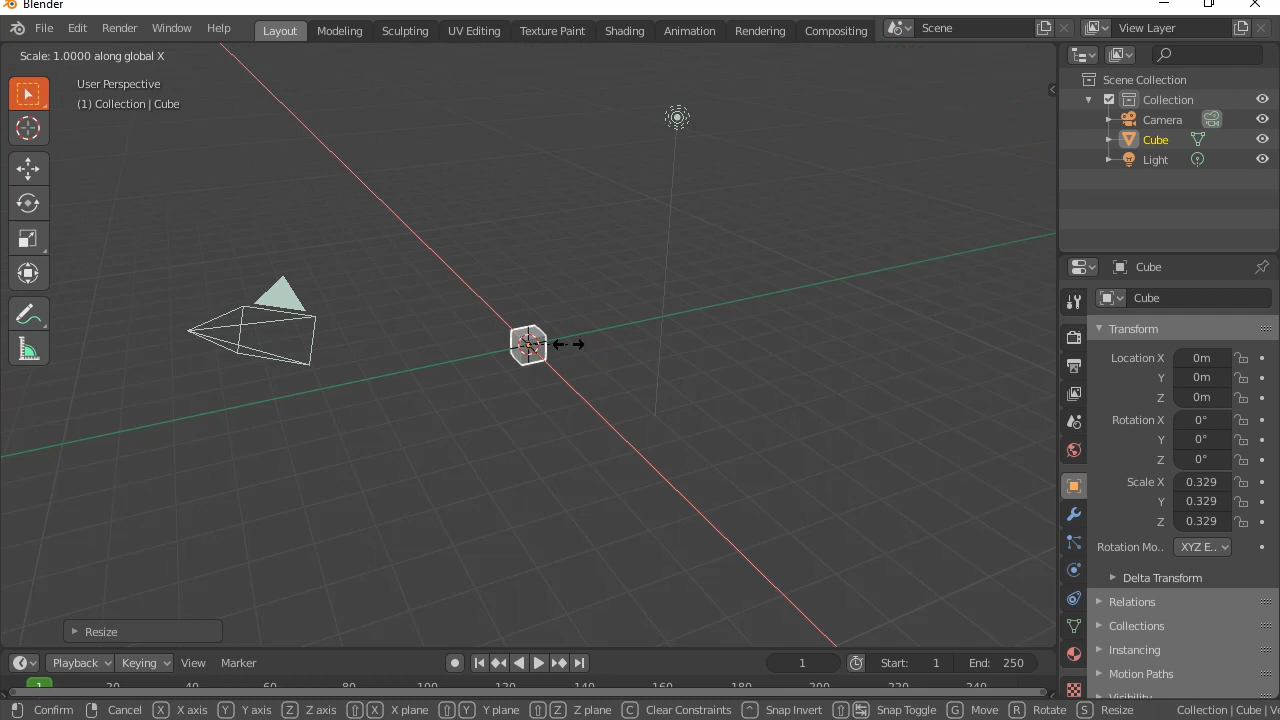 Blender
File Edit Render Window Help Layout Modeling Sculpting UV Editing Texture Paint Shading Animation Rendering Compositing Scene View Layer
Scale: 1.0000 along global X
User Perspective
(1) Collection | Cube
Scene Collection
Collection
Camera
Cube
Light
Cube
Cube
Transform
Location X 0m
Y 0m
Z 0m
Rotation X 0°
Y 0°
Z 0°
Scale X 0.329
Y 0.329
Z 0.329
Rotation Mo.. XYZ E..
Delta Transform
Relations
Collections
Instancing
Motion Paths
Visibility
Resize
Playback Keying View Marker 1 Start: 1 End: 250
1 20 40 60 80 100 120 140 160 180 200 220 240
Confirm Cancel X X axis Y Y axis Z Z axis X X plane Y Y plane Z Z plane C Clear Constraints ^ Snap Invert Snap Toggle G Move R Rotate S Resize Collection | Cube | Ve